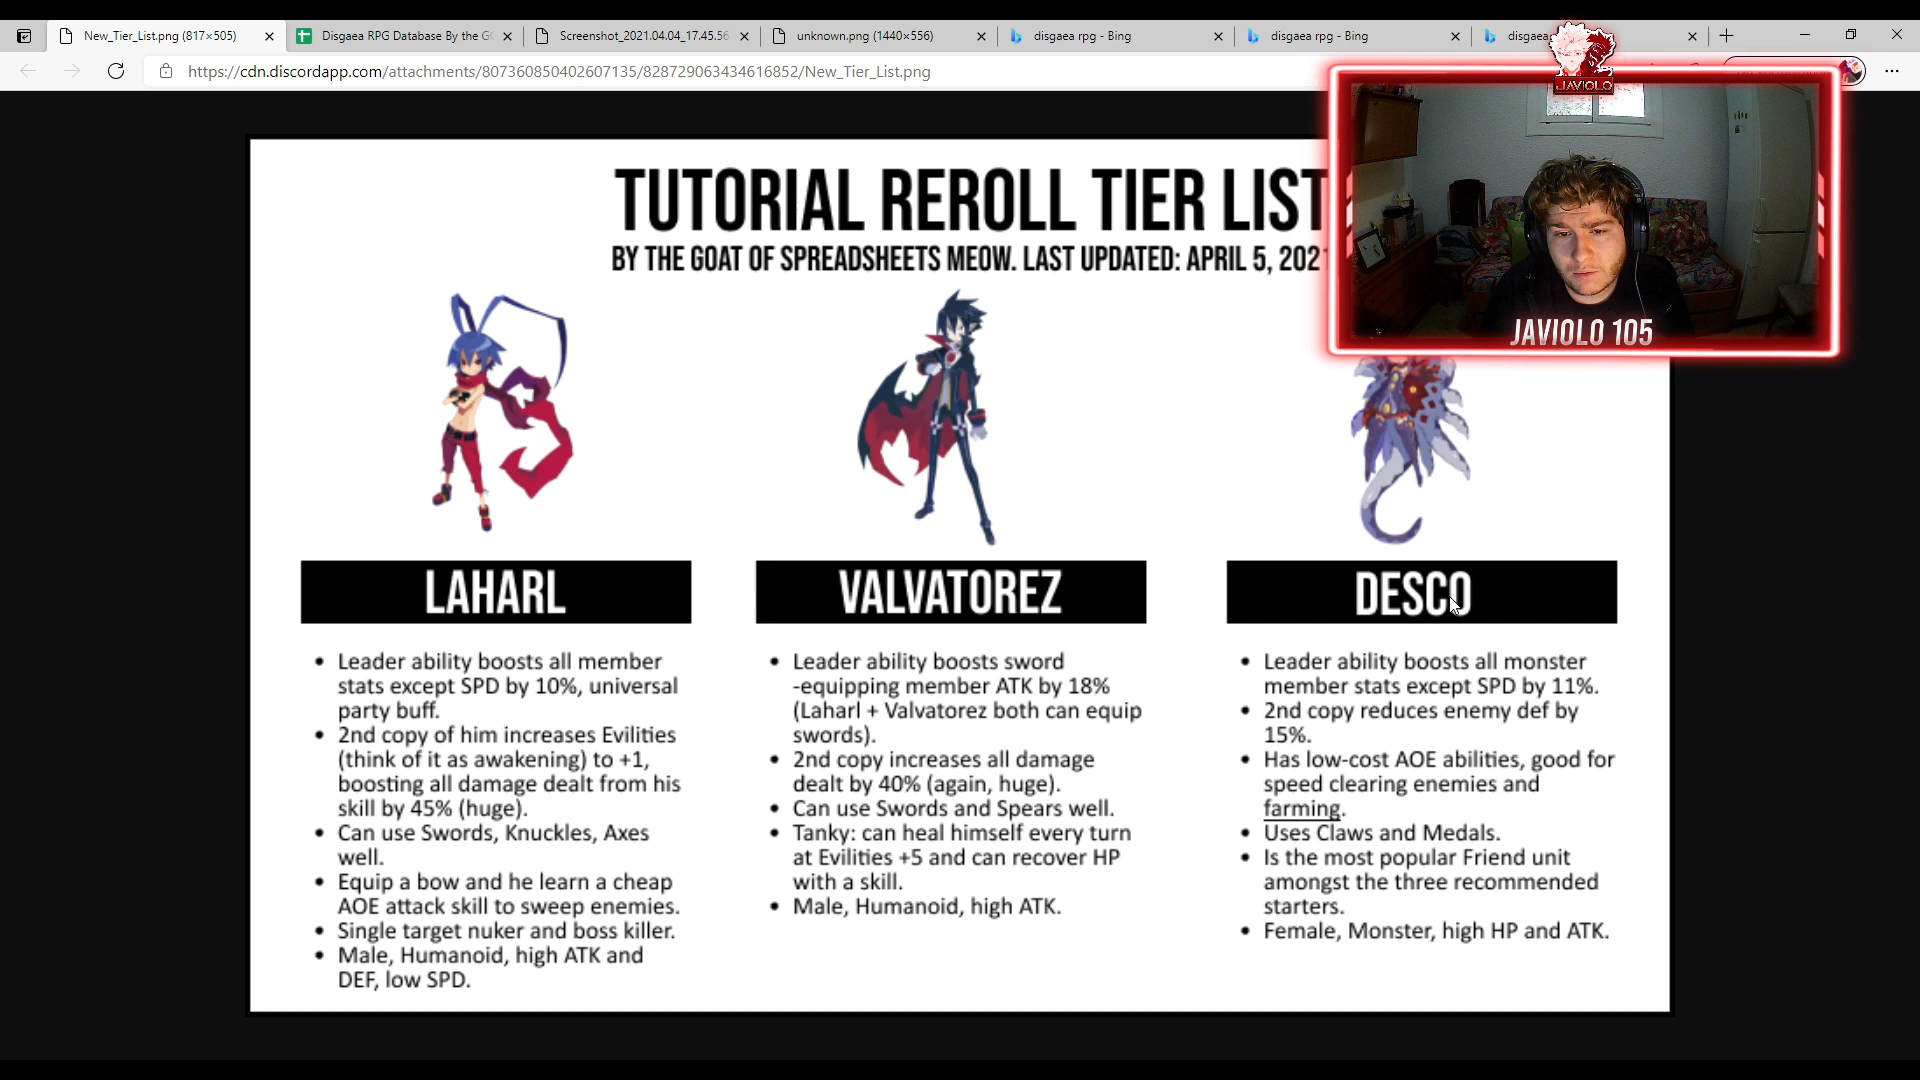 New_Tier_List.png (817×505)
Disgaea RPG Database By the G
Screenshot_2021.04.04_17.45.56
unknown.png (1440×556)
disgaea rpg - Bing
disgaea rpg - Bing
disgaea
https://cdn.discordapp.com/attachments/807360850402607135/828729063434616852/New_Tier_List.png
JAVIOLO
TUTORIAL REROLL TIER LIST
BY THE GOAT OF SPREADSHEETS MEOW. LAST UPDATED: APRIL 5, 2021
JAVIOLO 105
LAHARL
• Leader ability boosts all member
stats except SPD by 10%, universal
party buff.
• 2nd copy of him increases Evilities
(think of it as awakening) to +1,
boosting all damage dealt from his
skill by 45% (huge).
• Can use Swords, Knuckles, Axes
well.
• Equip a bow and he learn a cheap
AOE attack skill to sweep enemies.
• Single target nuker and boss killer.
• Male, Humanoid, high ATK and
DEF, low SPD.
VALVATOREZ
• Leader ability boosts sword
-equipping member ATK by 18%
(Laharl + Valvatorez both can equip
swords).
• 2nd copy increases all damage
dealt by 40% (again, huge).
• Can use Swords and Spears well.
• Tanky: can heal himself every turn
at Evilities +5 and can recover HP
with a skill.
• Male, Humanoid, high ATK.
DESCO
• Leader ability boosts all monster
member stats except SPD by 11%.
• 2nd copy reduces enemy def by
15%.
• Has low-cost AOE abilities, good for
speed clearing enemies and
farming.
• Uses Claws and Medals.
• Is the most popular Friend unit
amongst the three recommended
starters.
• Female, Monster, high HP and ATK.